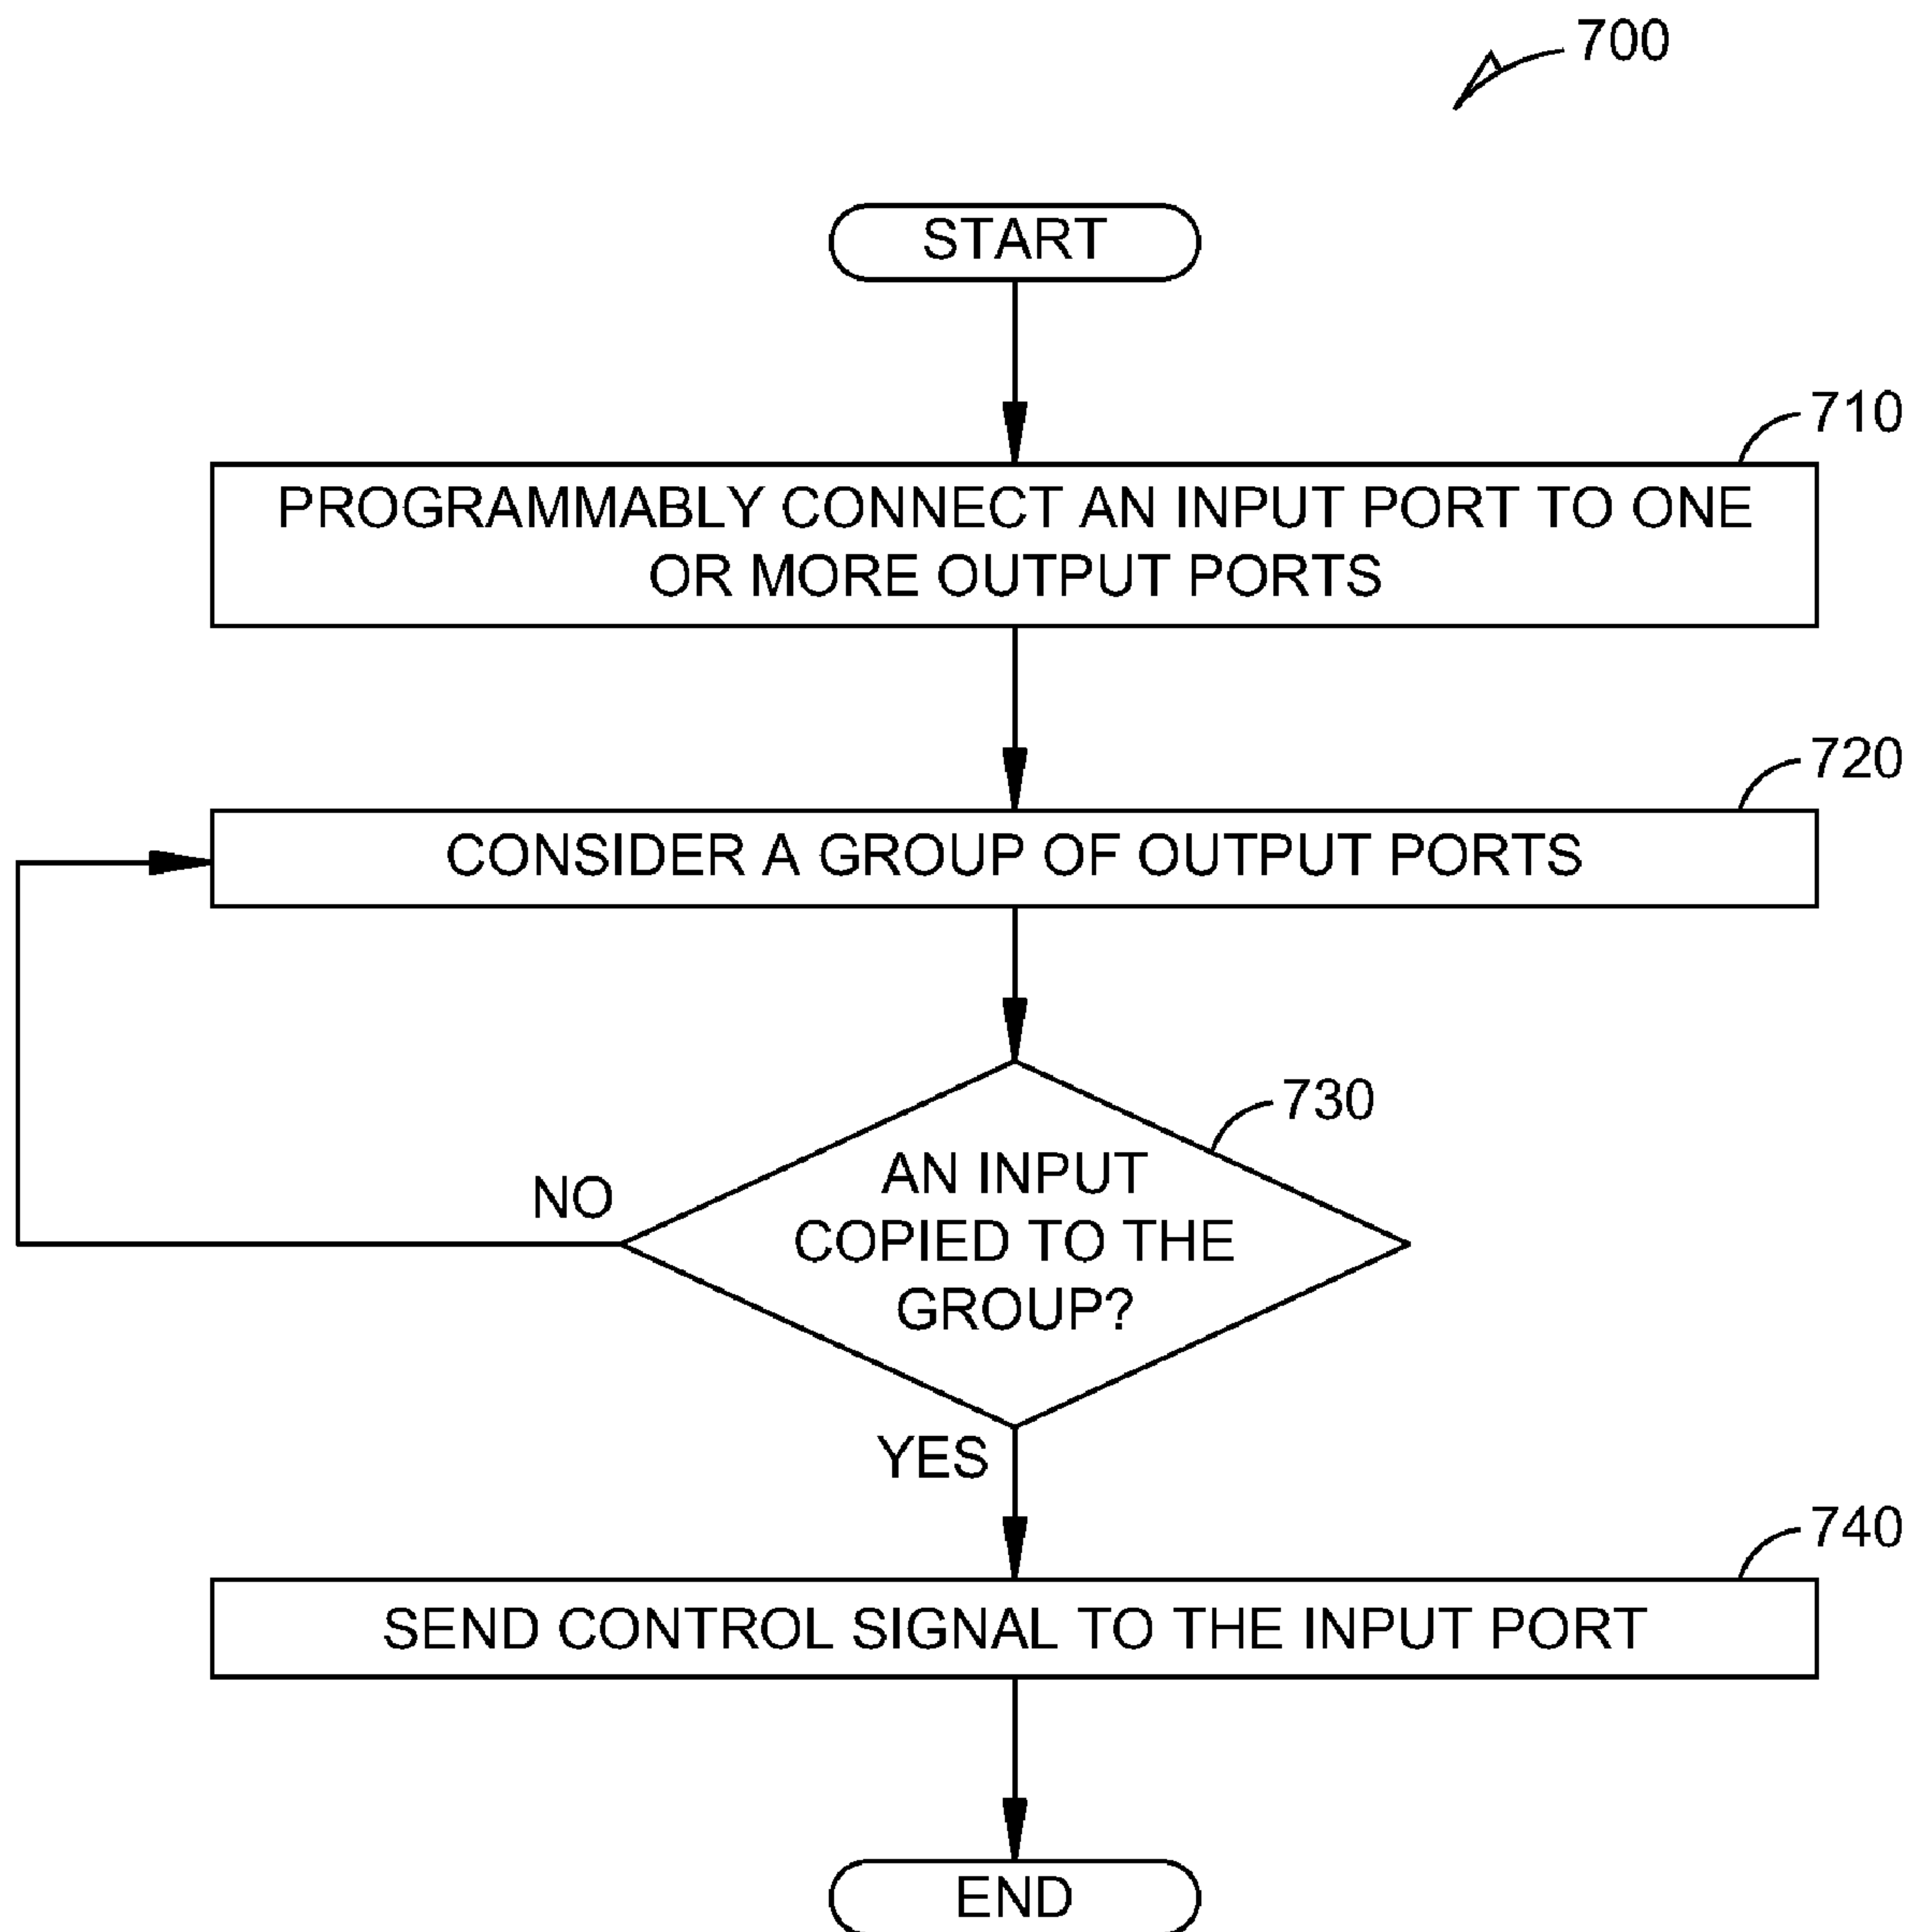 700
START
710
PROGRAMMABLY CONNECT AN INPUT PORT TO ONE
OR MORE OUTPUT PORTS
720
CONSIDER A GROUP OF OUTPUT PORTS
730
AN INPUT
COPIED TO THE
GROUP?
NO
YES
740
SEND CONTROL SIGNAL TO THE INPUT PORT
END